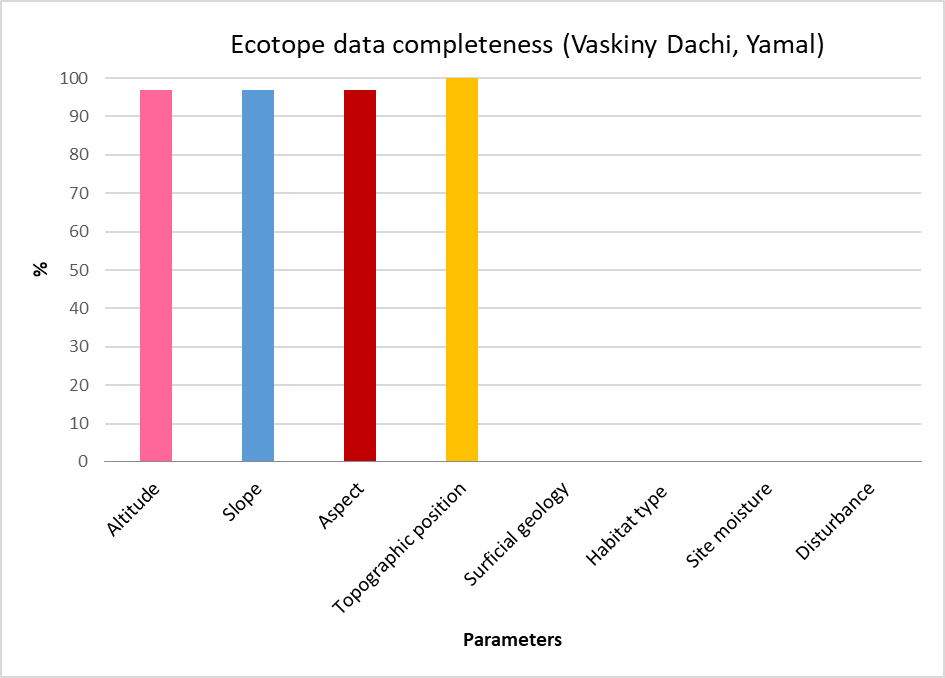 Ecotope data completeness (Vaskiny Dachi, Yamal)
100
90
80
70
60
50
40
30
20
10
0
%
Altitude
Slope
Aspect
Topographic position
Surficial geology
Habitat type
Site moisture
Disturbance
Parameters